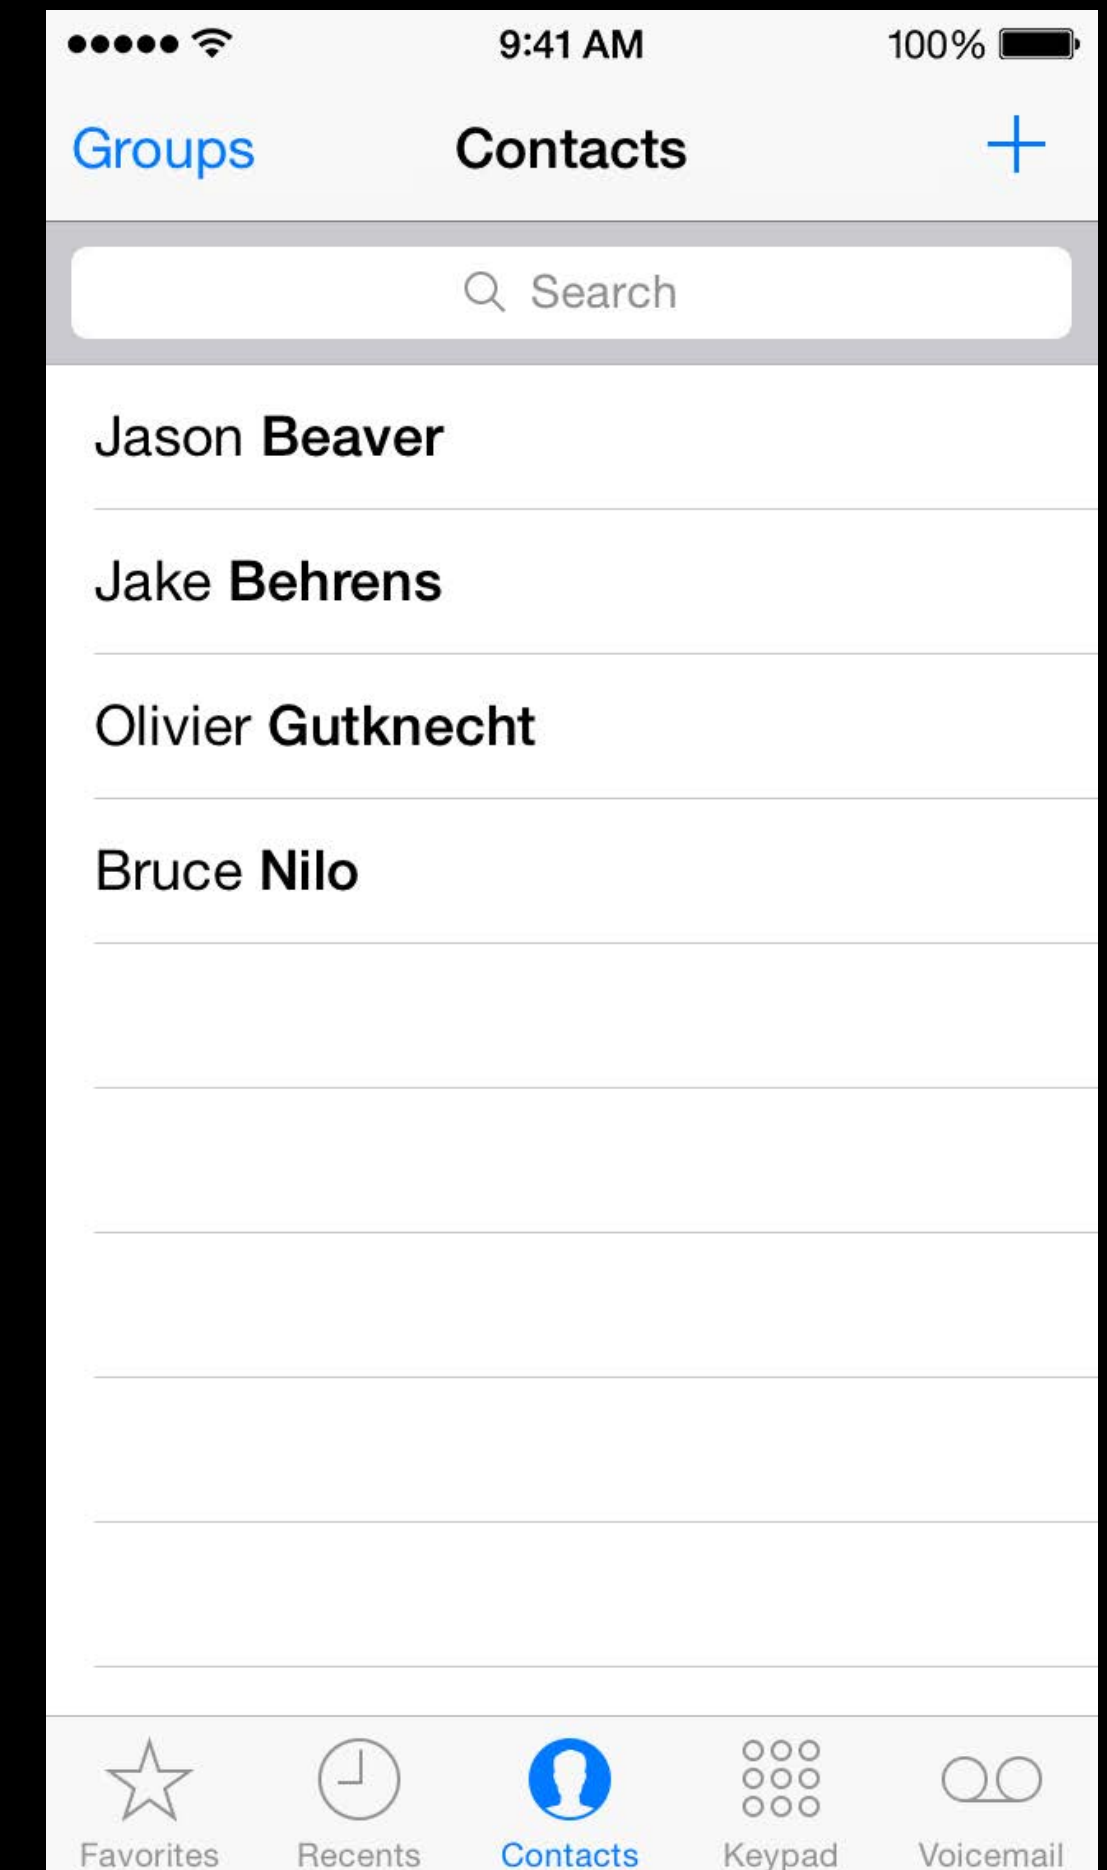 9:41 AM 100%
Groups Contacts +
Search
Jason Beaver
Jake Behrens
Olivier Gutknecht
Bruce Nilo
Favorites Recents Contacts Keypad Voicemail